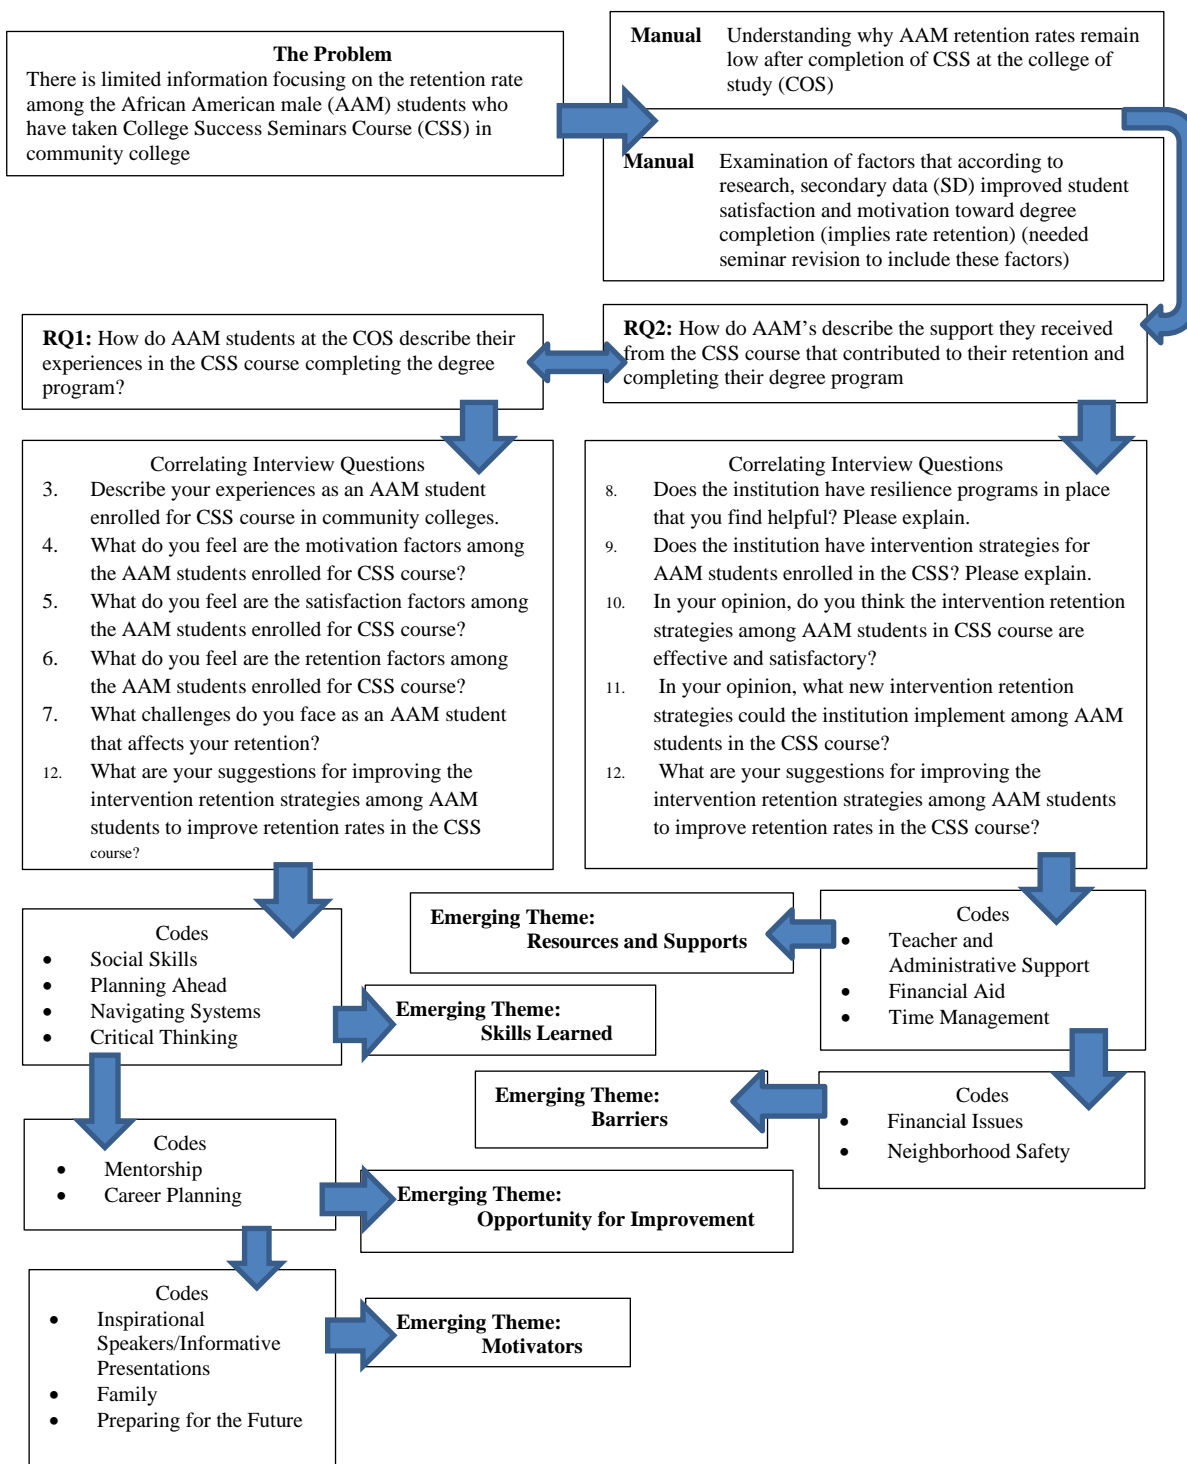 The Problem
There is limited information focusing on the retention rate
among the African American male (AAM) students who
have taken College Success Seminars Course (CSS) in
community college
Manual Understanding why AAM retention rates remain
low after completion of CSS at the college of
study (COS)
Manual Examination of factors that according to
research, secondary data (SD) improved student
satisfaction and motivation toward degree
completion (implies rate retention) (needed
seminar revision to include these factors)
RQ1: How do AAM students at the COS describe their
experiences in the CSS course completing the degree
program?
RQ2: How do AAM's describe the support they received
from the CSS course that contributed to their retention and
completing their degree program
Correlating Interview Questions
3. Describe your experiences as an AAM student
enrolled for CSS course in community colleges.
4. What do you feel are the motivation factors among
the AAM students enrolled for CSS course?
5. What do you feel are the satisfaction factors among
the AAM students enrolled for CSS course?
6. What do you feel are the retention factors among
the AAM students enrolled for CSS course?
7. What challenges do you face as an AAM student
that affects your retention?
12. What are your suggestions for improving the
intervention retention strategies among AAM
students to improve retention rates in the CSS
course?
Correlating Interview Questions
8. Does the institution have resilience programs in place
that you find helpful? Please explain.
9. Does the institution have intervention strategies for
AAM students enrolled in the CSS? Please explain.
10. In your opinion, do you think the intervention retention
strategies among AAM students in CSS course are
effective and satisfactory?
11. In your opinion, what new intervention retention
strategies could the institution implement among AAM
students in the CSS course?
12. What are your suggestions for improving the
intervention retention strategies among AAM students
to improve retention rates in the CSS course?
Codes
• Social Skills
• Planning Ahead
• Navigating Systems
• Critical Thinking
Emerging Theme:
Skills Learned
Emerging Theme:
Resources and Supports
Codes
• Teacher and
Administrative Support
• Financial Aid
• Time Management
Emerging Theme:
Barriers
Codes
• Financial Issues
• Neighborhood Safety
Codes
• Mentorship
• Career Planning
Emerging Theme:
Opportunity for Improvement
Codes
• Inspirational
Speakers/Informative
Presentations
• Family
• Preparing for the Future
Emerging Theme:
Motivators